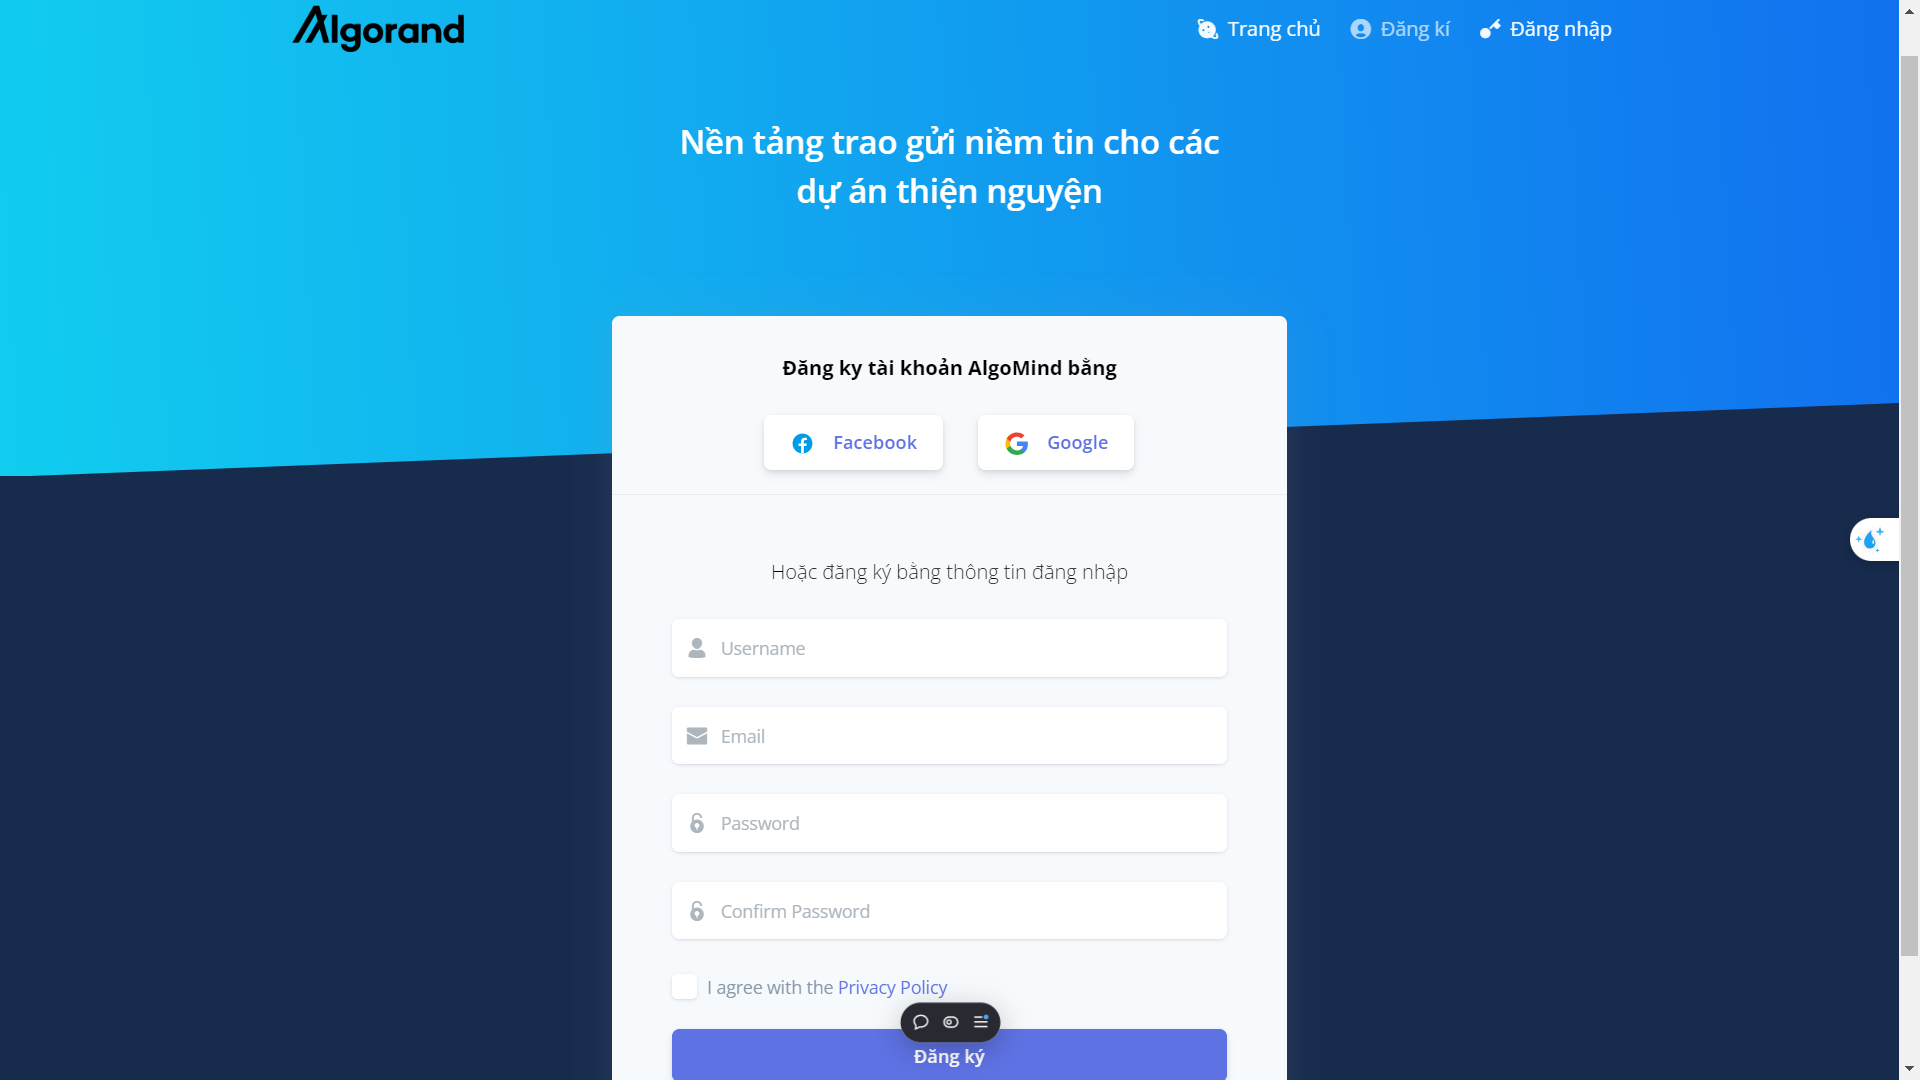 Algorand
Trang chủ
Đăng kí
Đăng nhập
Nền tảng trao gửi niềm tin cho các
dự án thiện nguyện
Đăng ky tài khoản AlgoMind bằng
Facebook
Google
Hoặc đăng ký bằng thông tin đăng nhập
Username
Email
Password
Confirm Password
I agree with the Privacy Policy
Đăng ký